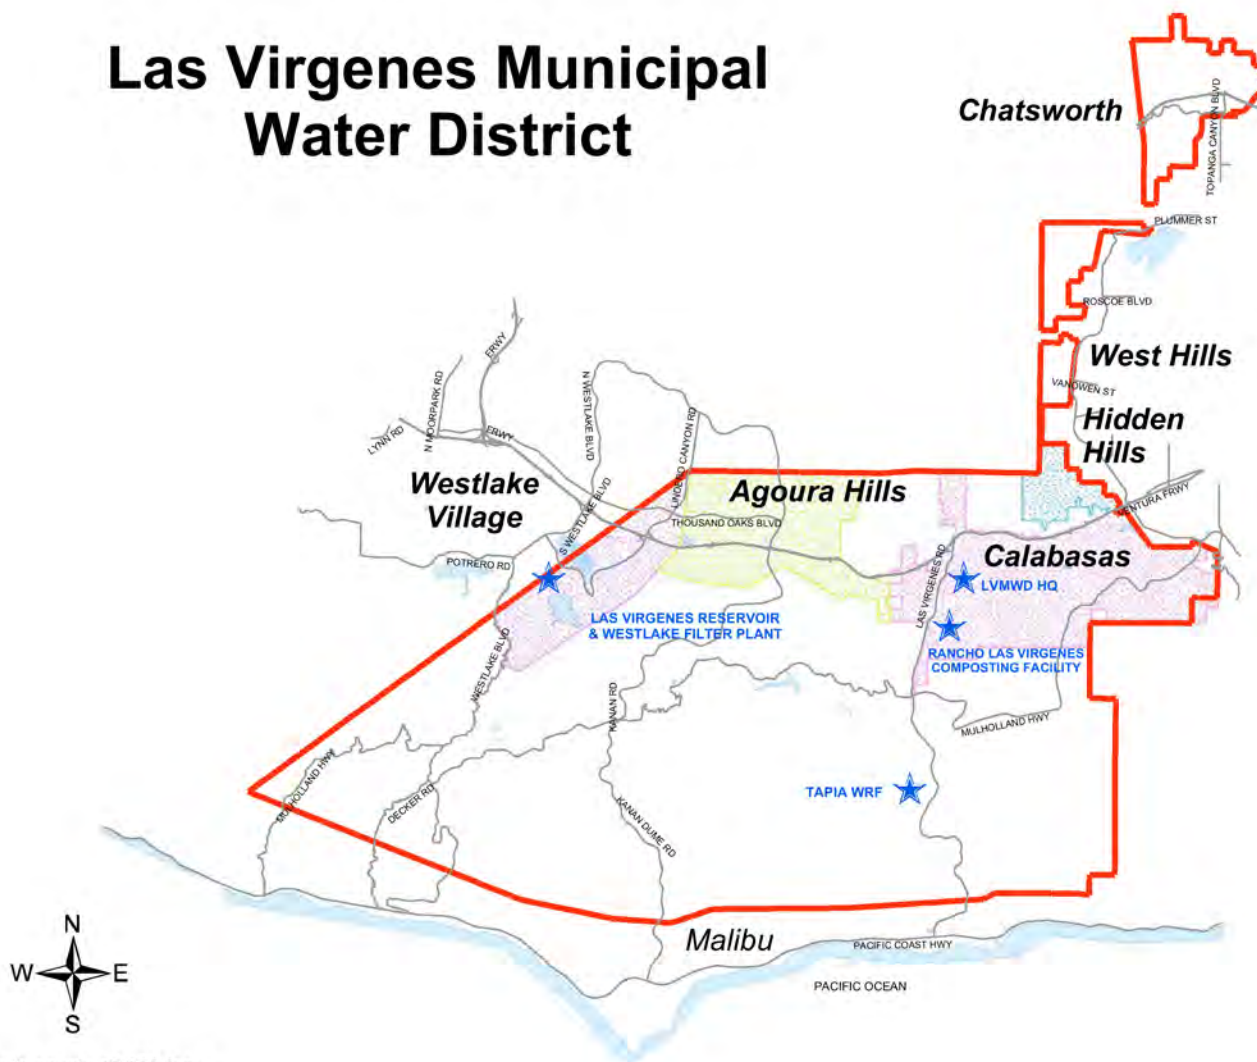 Las Virgenes Municipal
Water District
Chatsworth
TOPANGA CANYON BLVD
PLUMMER ST
ROSCOE BLVD
West Hills
VANOWEN ST
Hidden
Hills
ERWY
N MOORPARK RD
LYNN RD
ERWY
N WESTLAKE BLVD
LINDERO CANYON RD
Westlake
Village
S WESTLAKE BLVD
Agoura Hills
THOUSAND OAKS BLVD
VENTURA FRWY
POTRERO RD
Calabasas
LAS VIRGENES RD
LVMWD HQ
LAS VIRGENES RESERVOIR
& WESTLAKE FILTER PLANT
WESTLAKE BLVD
RANCHO LAS VIRGENES
COMPOSTING FACILITY
KANAN RD
MULHOLLAND HWY
MULHOLLAND HWY
DECKER RD
TAPIA WRF
KANAN DUME RD
Malibu
PACIFIC COAST HWY
PACIFIC OCEAN
N
W
E
S